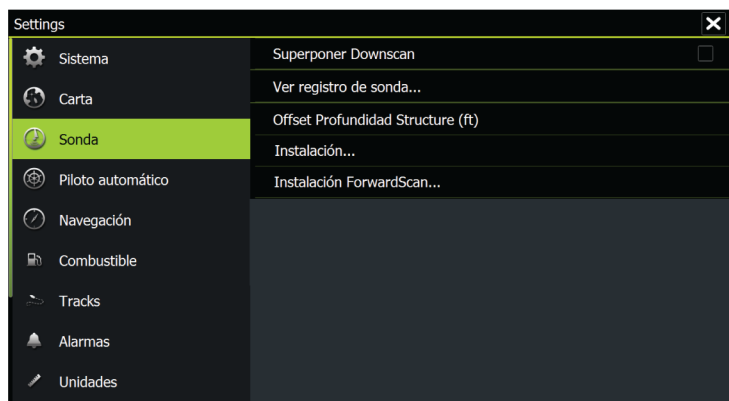 Settings
Sistema
Carta
Sonda
Piloto automático
Navegación
Combustible
Tracks
Alarmas
Unidades
Superponer Downscan
Ver registro de sonda...
Offset Profundidad Structure (ft)
Instalación...
Instalación ForwardScan...